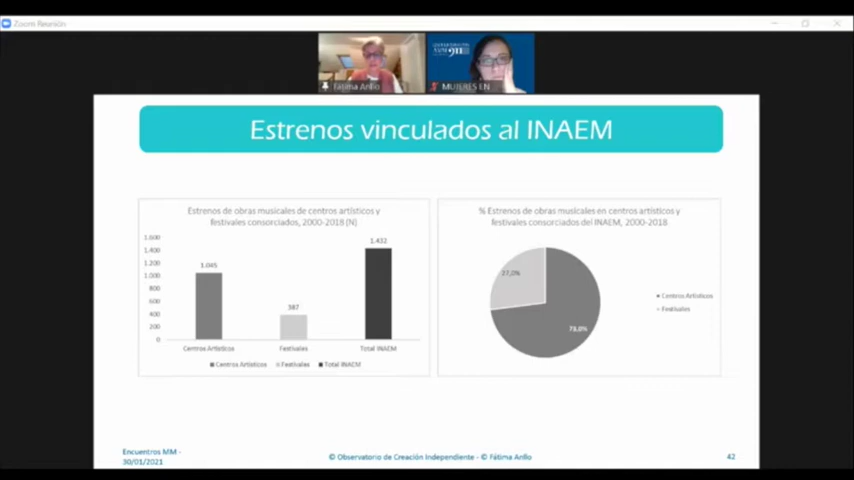 Zoom Reunión
Fátima Anllo
MUJERES EN
Estrenos vinculados al INAEM
Estrenos de obras musicales de centros artísticos y
festivales consorciados, 2000-2018 (N)
1.600
1.400
1.200
1.000
800
600
400
200
0
1.045
387
1.432
Centros Artísticos
Festivales
Total INAEM
Centros Artísticos
Festivales
Total INAEM
% Estrenos de obras musicales en centros artísticos y
festivales consorciados del INAEM, 2000-2018
27,0%
73,0%
Centros Artísticos
Festivales
Encuentros MM -
30/01/2021
© Observatorio de Creación Independiente - © Fátima Anllo
42